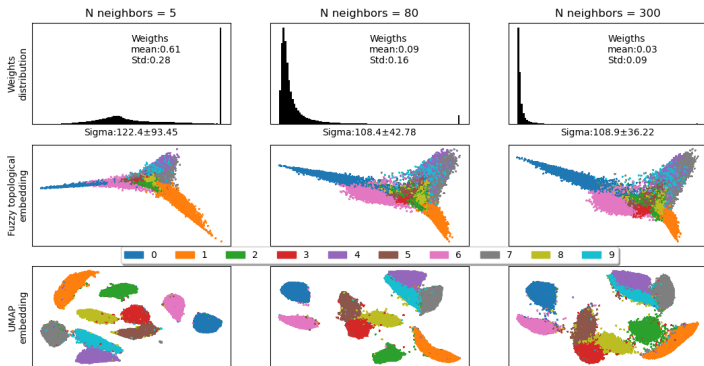 N neighbors = 5
N neighbors = 80
N neighbors = 300
Weights
distribution
Weigths
mean:0.61
Std:0.28
Weigths
mean:0.09
Std:0.16
Weigths
mean:0.03
Std:0.09
Sigma:122.4±93.45
Sigma:108.4±42.78
Sigma:108.9±36.22
Fuzzy topological
embedding
0 1 2 3 4 5 6 7 8 9
UMAP
embedding